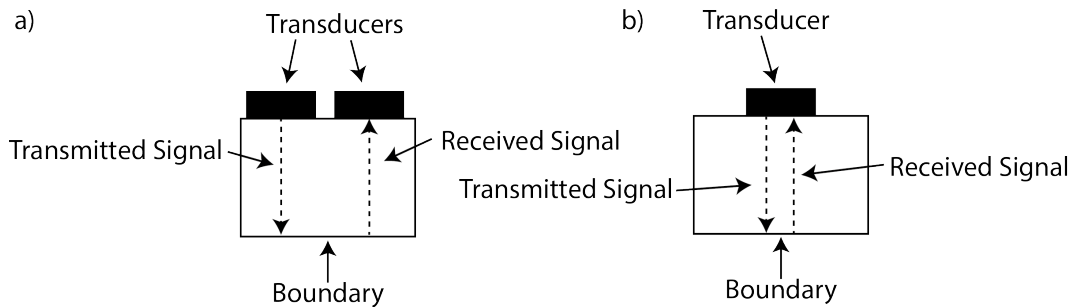 a)
Transducers
Transmitted Signal
Received Signal
Boundary
b)
Transducer
Transmitted Signal
Received Signal
Boundary